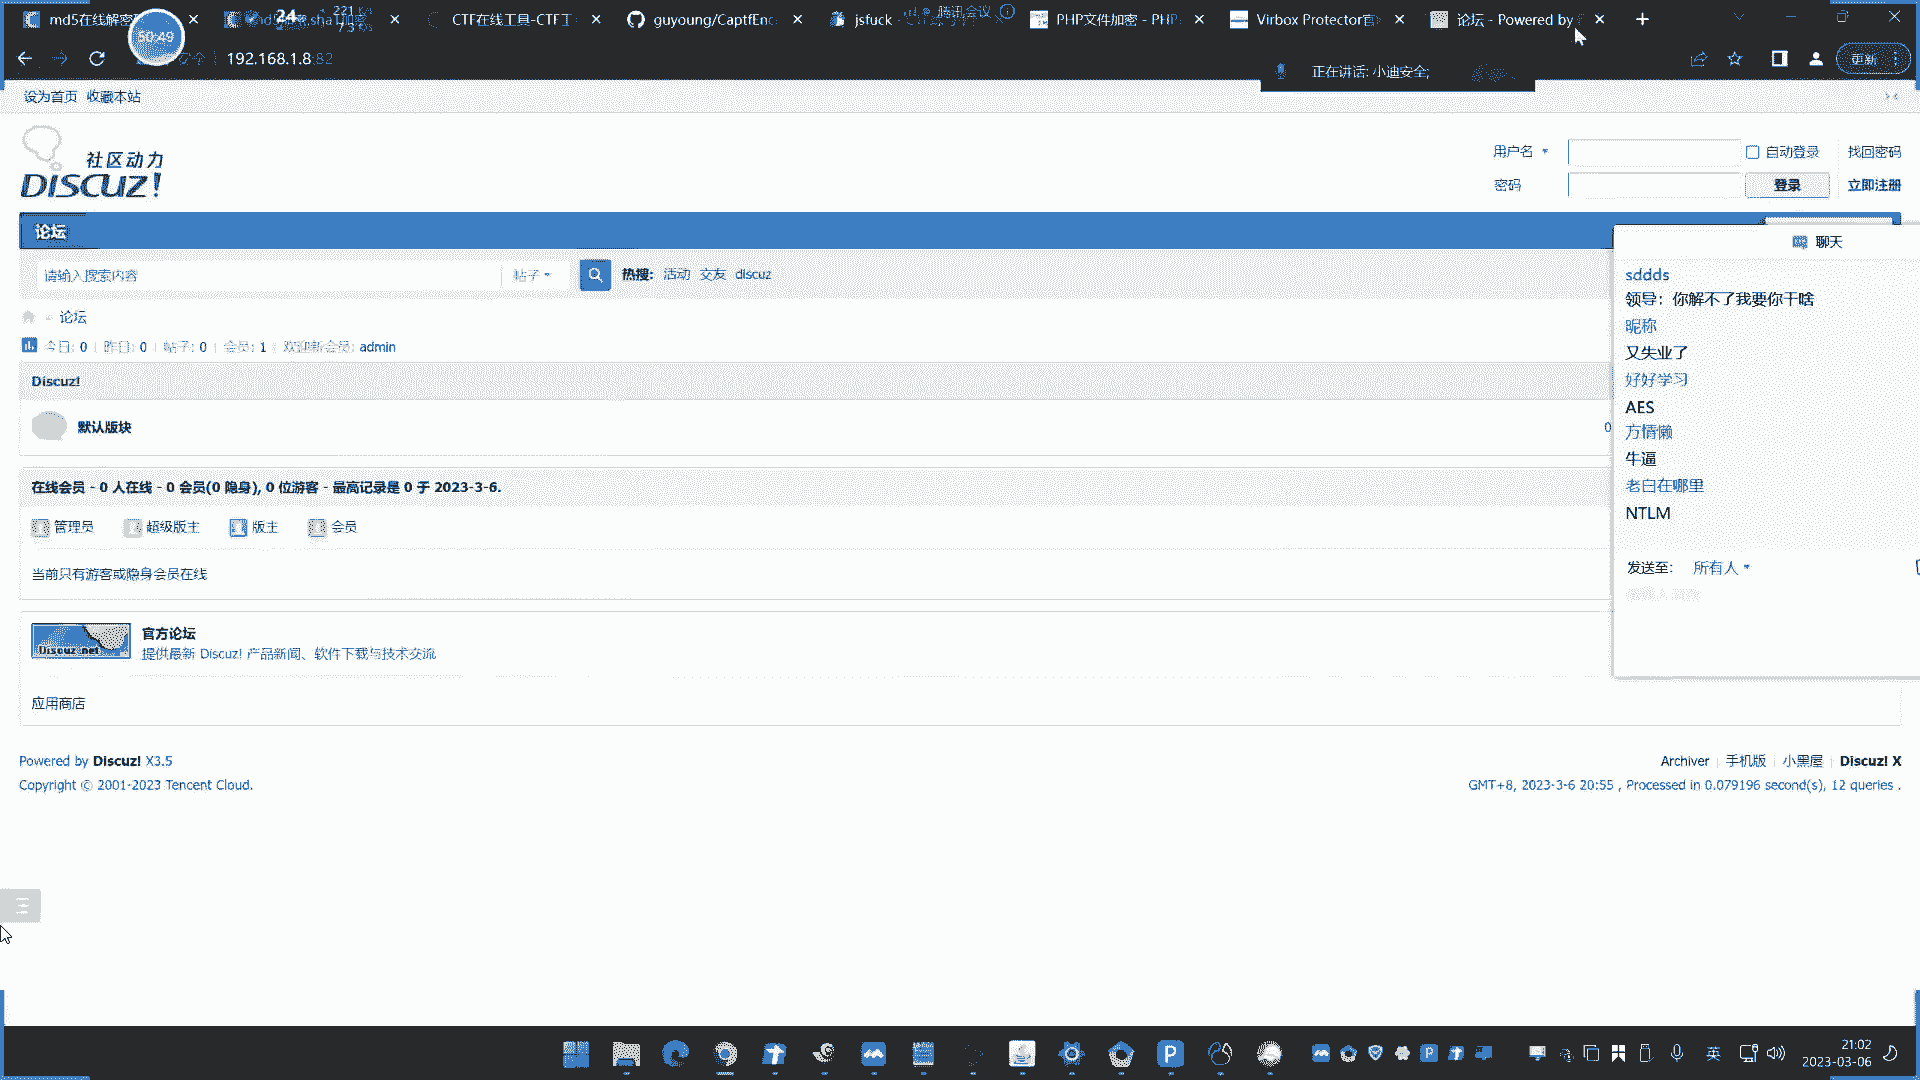 md5在线解密
CTF在线工具-CTF工
guyoung/CaptfEnc
jsfuck
腾讯会议
PHP文件加密 - PHP
Virbox Protector官
论坛 - Powered by
24
221
7.3
50:49
192.168.1.8:82
更新
正在讲话: 小迪安全;
设为首页 收藏本站
社区动力
DISCUZ!
用户名
自动登录
找回密码
密码
登录
立即注册
论坛
请输入搜索内容
帖子
热搜: 活动 交友 discuz
论坛
今日: 0 | 昨日: 0 | 帖子: 0 | 会员: 1 | 欢迎新会员: admin
Discuz!
默认版块
0
在线会员 - 0 人在线 - 0 会员(0 隐身), 0 位游客 - 最高记录是 0 于 2023-3-6.
管理员 超级版主 版主 会员
当前只有游客或隐身会员在线
Discuz.net
官方论坛
提供最新 Discuz! 产品新闻、软件下载与技术交流
应用商店
聊天
sddds
领导：你解不了我要你干啥
昵称
又失业了
好好学习
AES
方情懒
牛逼
老白在哪里
NTLM
发送至: 所有人
Powered by Discuz! X3.5
Copyright © 2001-2023 Tencent Cloud.
Archiver | 手机版 | 小黑屋 | Discuz! X
GMT+8, 2023-3-6 20:55 , Processed in 0.079196 second(s), 12 queries .
英
21:02
2023-03-06